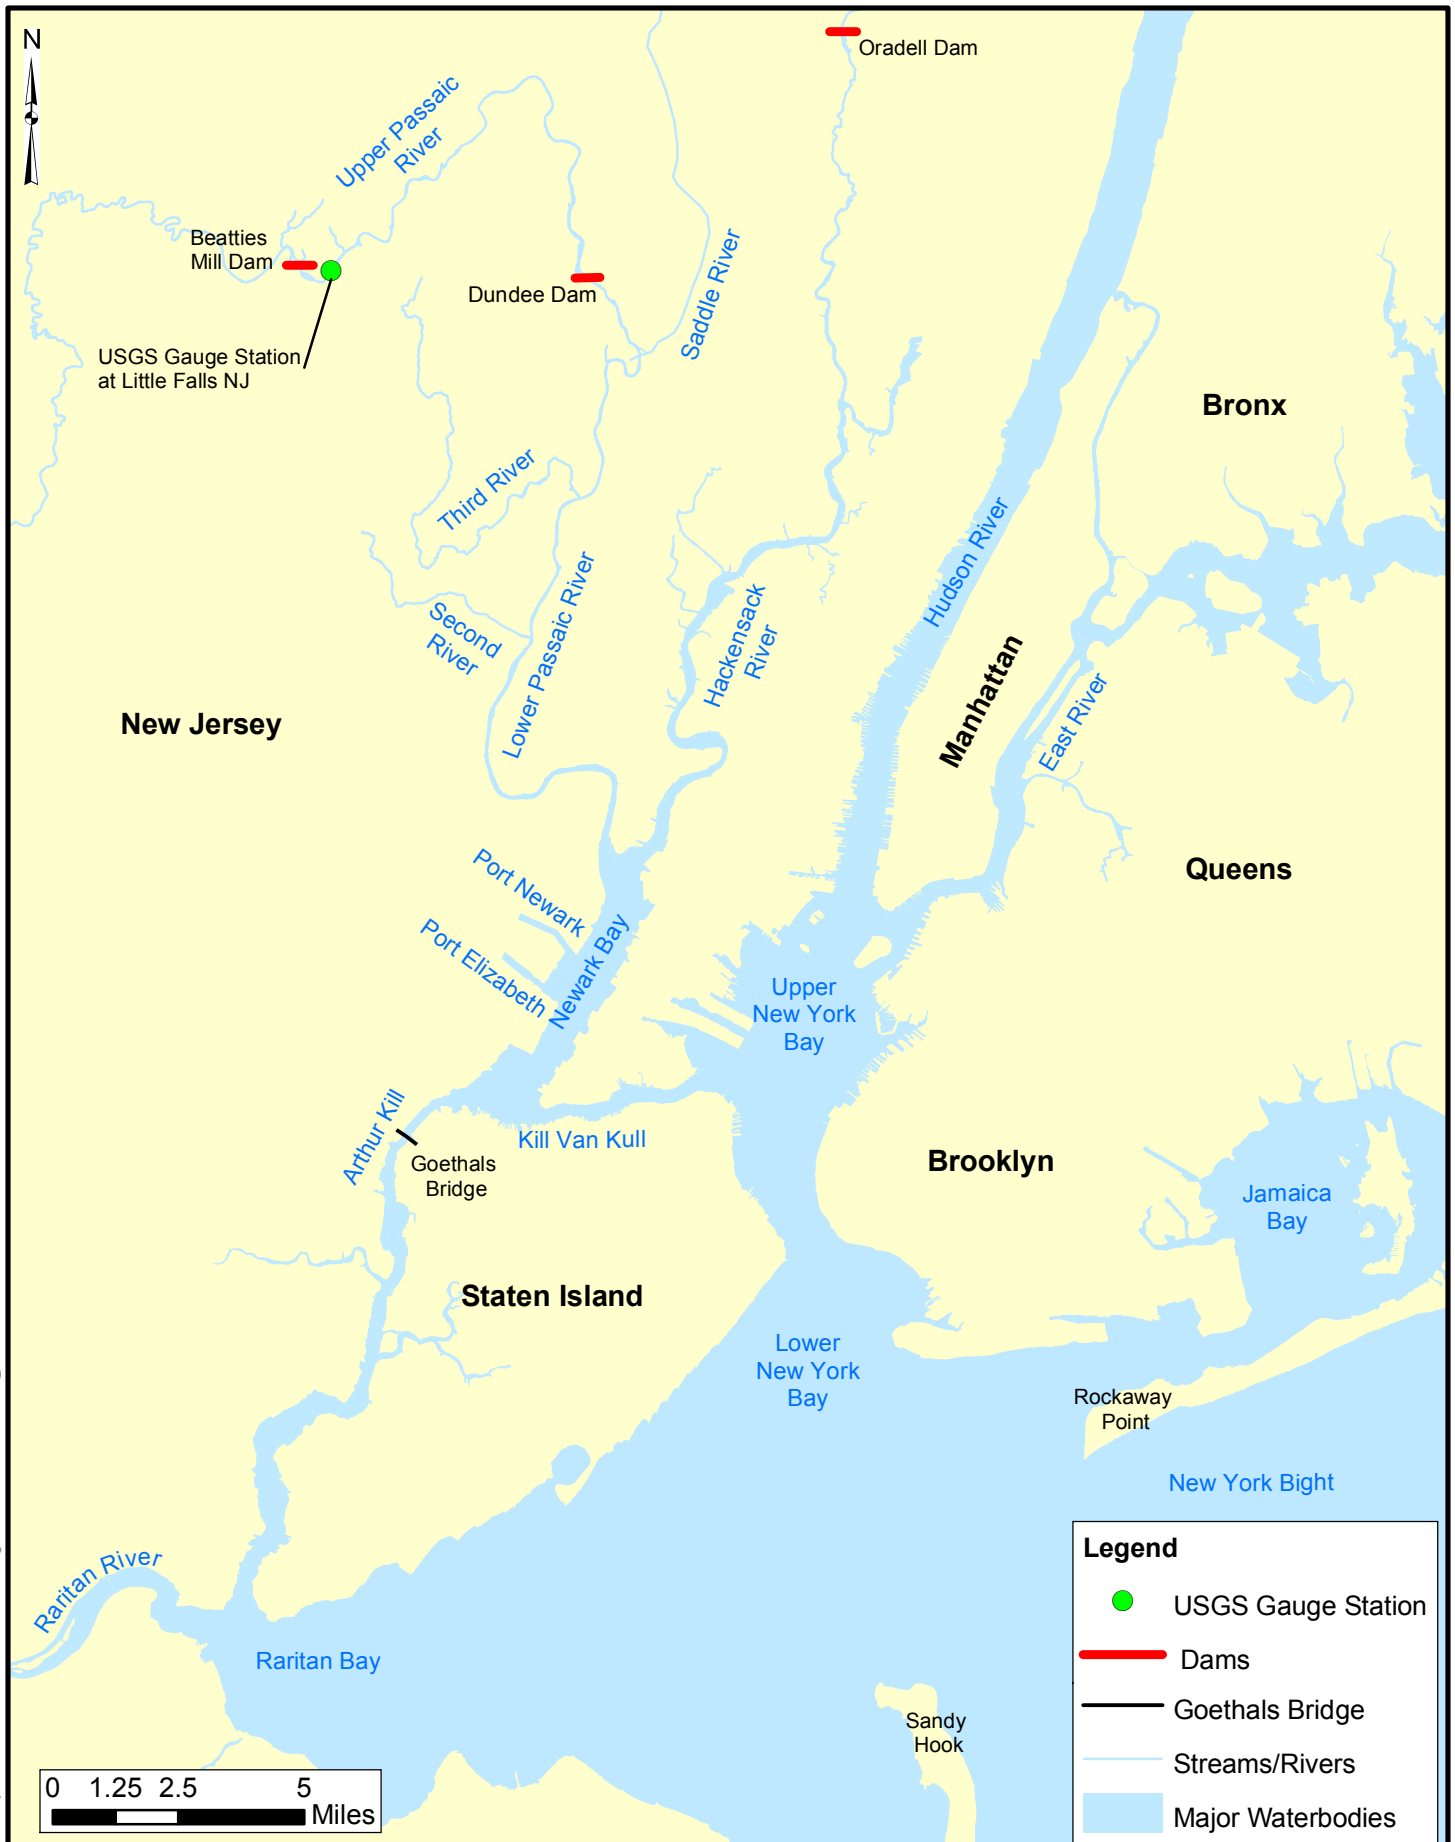 N
Oradell Dam
Upper Passaic
River
Beatties
Mill Dam
Dundee Dam
Saddle River
USGS Gauge Station
at Little Falls NJ
Bronx
Third River
Hudson River
Second
River
Lower Passaic River
Hackensack
River
Manhattan
East River
New Jersey
Queens
Port Newark
Port Elizabeth
Newark Bay
Upper
New York
Bay
Arthur Kill
Kill Van Kull
Goethals
Bridge
Brooklyn
Jamaica
Bay
Staten Island
Lower
New York
Bay
Rockaway
Point
New York Bight
Raritan River
Raritan Bay
Sandy
Hook
Legend
USGS Gauge Station
Dams
Goethals Bridge
Streams/Rivers
Major Waterbodies
0 1.25 2.5 5
Miles